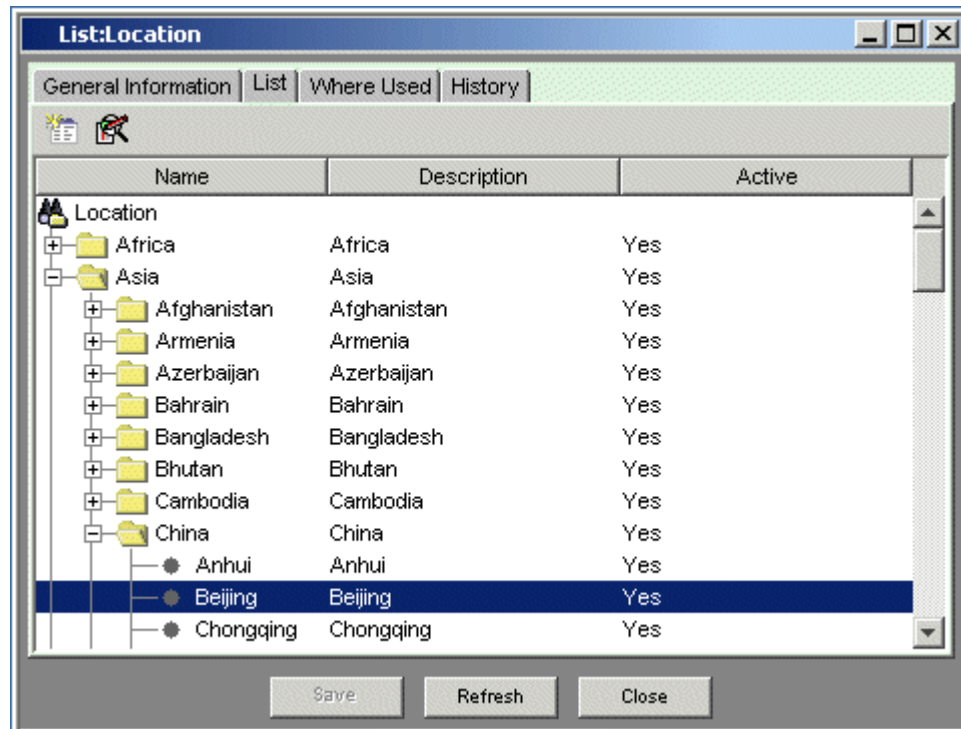 List:Location
General Information List Where Used History
Name Description Active
Location
Africa Africa Yes
Asia Asia Yes
Afghanistan Afghanistan Yes
Armenia Armenia Yes
Azerbaijan Azerbaijan Yes
Bahrain Bahrain Yes
Bangladesh Bangladesh Yes
Bhutan Bhutan Yes
Cambodia Cambodia Yes
China China Yes
Anhui Anhui Yes
Beijing Beijing Yes
Chongqing Chongqing Yes
Save Refresh Close